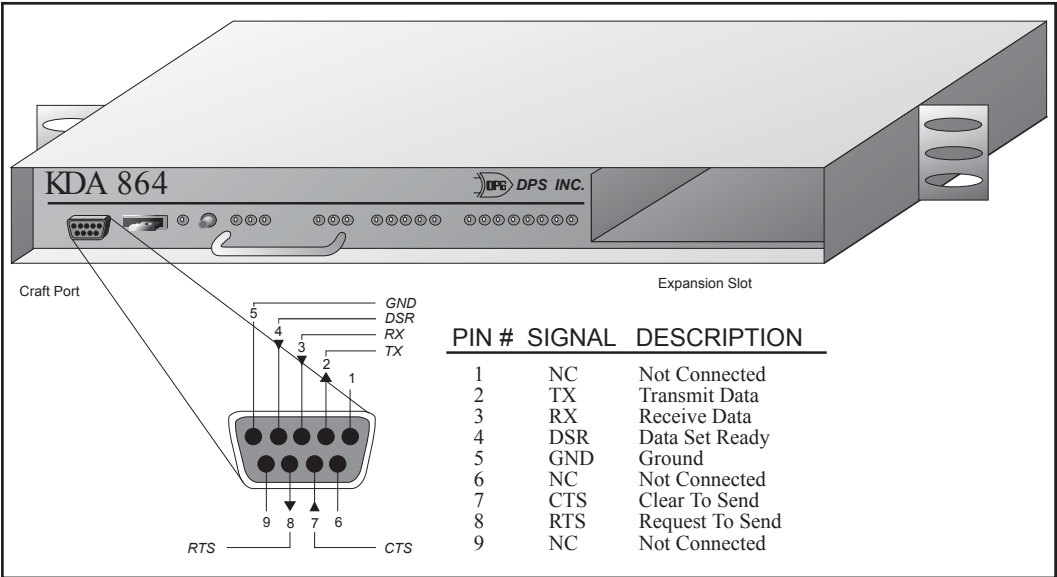 KDA 864
DPS DPS INC.
Craft Port
Expansion Slot
GND
DSR
RX
TX
5
4
3
2
1
9
8
7
6
RTS
CTS
PIN # SIGNAL DESCRIPTION
1 NC Not Connected
2 TX Transmit Data
3 RX Receive Data
4 DSR Data Set Ready
5 GND Ground
6 NC Not Connected
7 CTS Clear To Send
8 RTS Request To Send
9 NC Not Connected